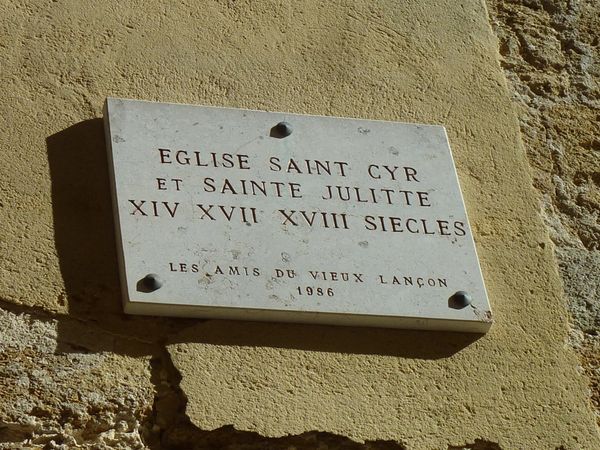 EGLISE SAINT CYR
ET SAINTE JULITTE
XIV XVII XVIII SIECLES
LES AMIS DU VIEUX LANÇON
1986